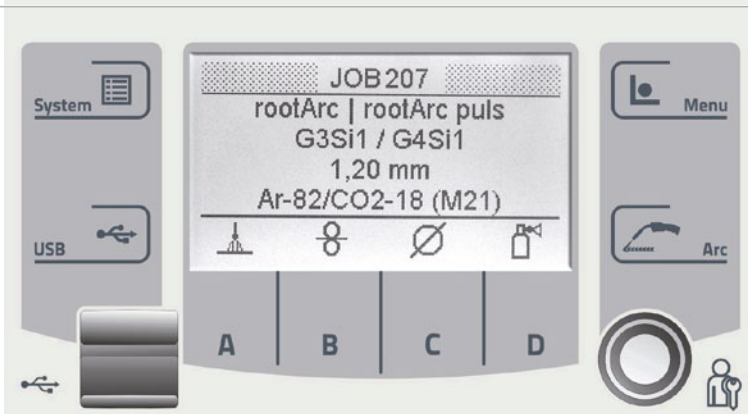 JOB 207
System
Menu
rootArc | rootArc puls
G3Si1 / G4Si1
1,20 mm
Ar-82/CO2-18 (M21)
USB
Arc
A B C D